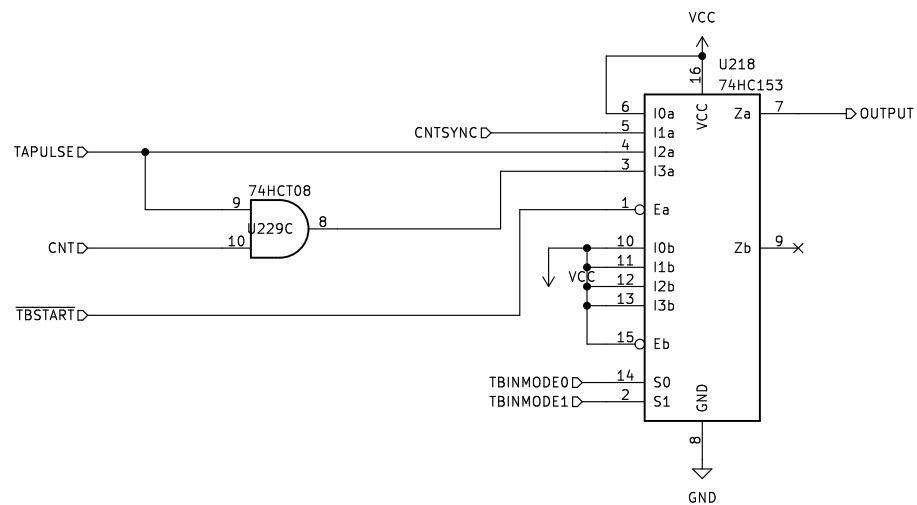 VCC
16
U218
74HC153
6 I0a VCC Za 7 OUTPUT
CNTSYNC 5 I1a
TAPULSE 4 I2a
3 I3a
74HCT08
9 1 Ea
U229C 8
CNT 10 10 I0b Zb 9
11 I1b
VCC
12 I2b
13 I3b
TBSTART
15 Eb
TBINMODE0 14 S0
TBINMODE1 2 S1 GND
8
GND